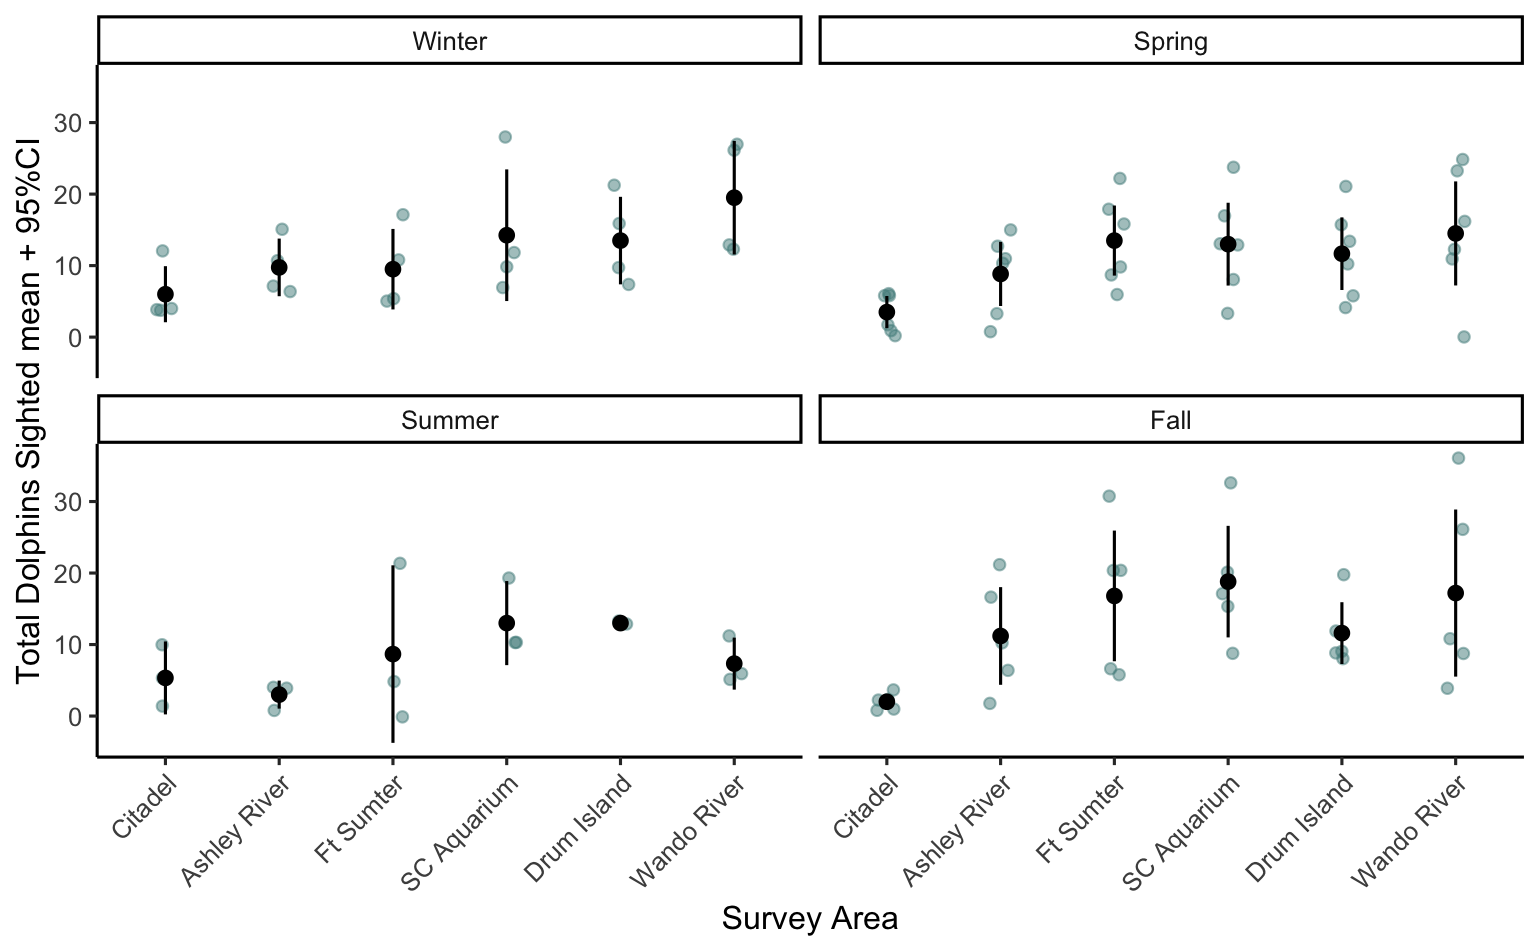 Winter
Spring
Total Dolphins Sighted mean + 95%CI
30
20
10
0
Summer
Fall
30
20
10
0
Citadel
Ashley River
Ft Sumter
SC Aquarium
Drum Island
Wando River
Citadel
Ashley River
Ft Sumter
SC Aquarium
Drum Island
Wando River
Survey Area